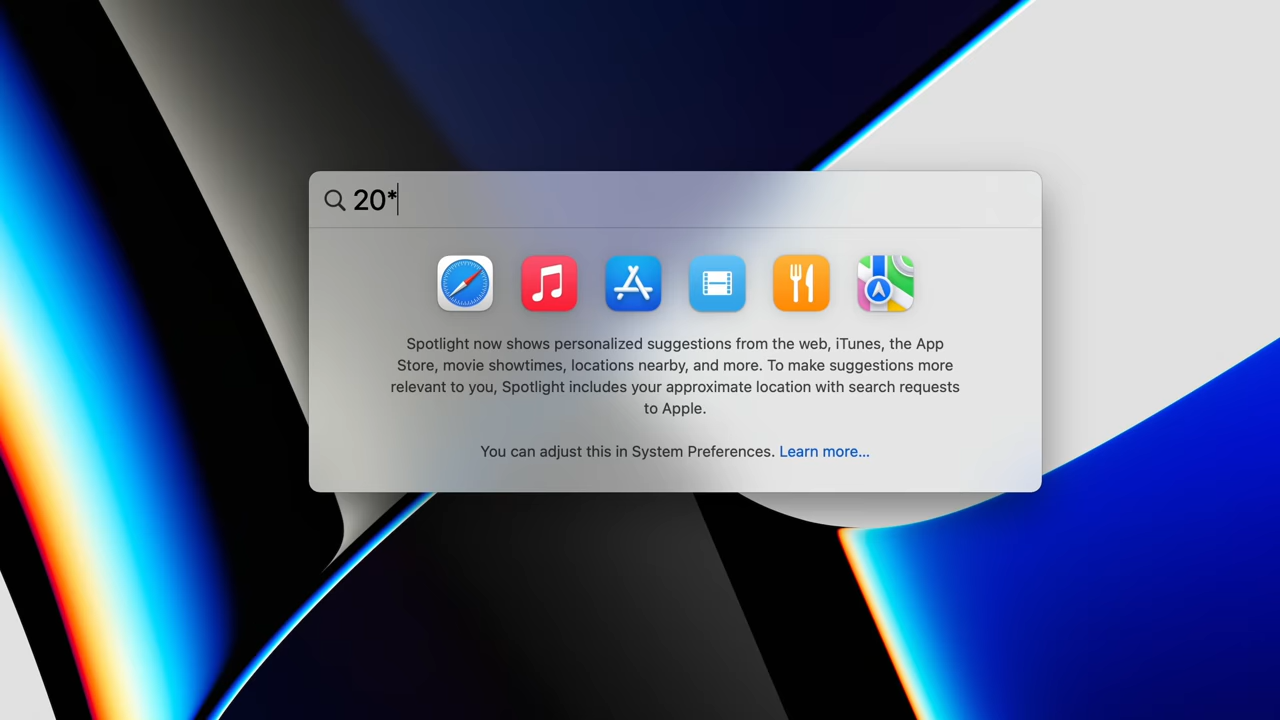 20*
Spotlight now shows personalized suggestions from the web, iTunes, the App
Store, movie showtimes, locations nearby, and more. To make suggestions more
relevant to you, Spotlight includes your approximate location with search requests
to Apple.
You can adjust this in System Preferences. Learn more...